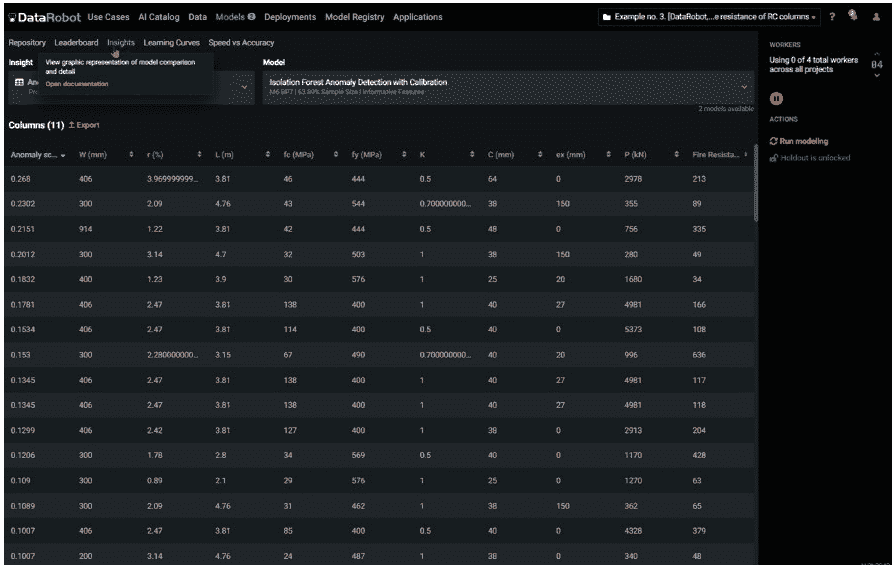 DataRobot Use Cases AI Catalog Data Models Deployments Model Registry Applications Example no. 3. [DataRobot,...e resistance of RC columns ?
Repository Leaderboard Insights Learning Curves Speed vs Accuracy
WORKERS
Using 0 of 4 total workers across all projects 04
Insight
View graphic representation of model comparison and detail
Open documentation
Model
Isolation Forest Anomaly Detection with Calibration
M6 BP7 | 63.99% Sample Size | Informative Features
2 models available
Columns (11) Export
ACTIONS
Run modeling
Holdout is unlocked
Anomaly sc... W (mm) r (%) L (m) fc (MPa) fy (MPa) K C (mm) ex (mm) P (kN) Fire Resista...
0.268 406 3.969999999... 3.81 46 444 0.5 64 0 2978 213
0.2302 300 2.09 4.76 43 544 0.700000000... 38 150 355 89
0.2151 914 1.22 3.81 42 444 0.5 48 0 756 335
0.2012 300 3.14 4.7 32 503 1 38 150 280 49
0.1832 400 1.23 3.9 30 576 1 25 20 1680 34
0.1781 406 2.47 3.81 138 400 1 40 27 4981 166
0.1534 406 2.47 3.81 114 400 0.5 40 0 5373 108
0.153 300 2.280000000... 3.15 67 490 0.700000000... 40 20 996 636
0.1345 406 2.47 3.81 138 400 1 40 27 4981 117
0.1345 406 2.47 3.81 138 400 1 40 27 4981 118
0.1299 406 2.42 3.81 127 400 1 38 0 2913 204
0.1206 300 1.78 2.8 34 569 0.5 40 0 1170 428
0.109 300 0.89 2.1 29 576 1 25 0 1270 63
0.1089 300 2.09 4.76 31 462 1 38 150 362 65
0.1007 406 2.47 3.81 85 400 0.5 40 0 4328 379
0.1007 200 3.14 4.76 24 487 1 38 0 340 48